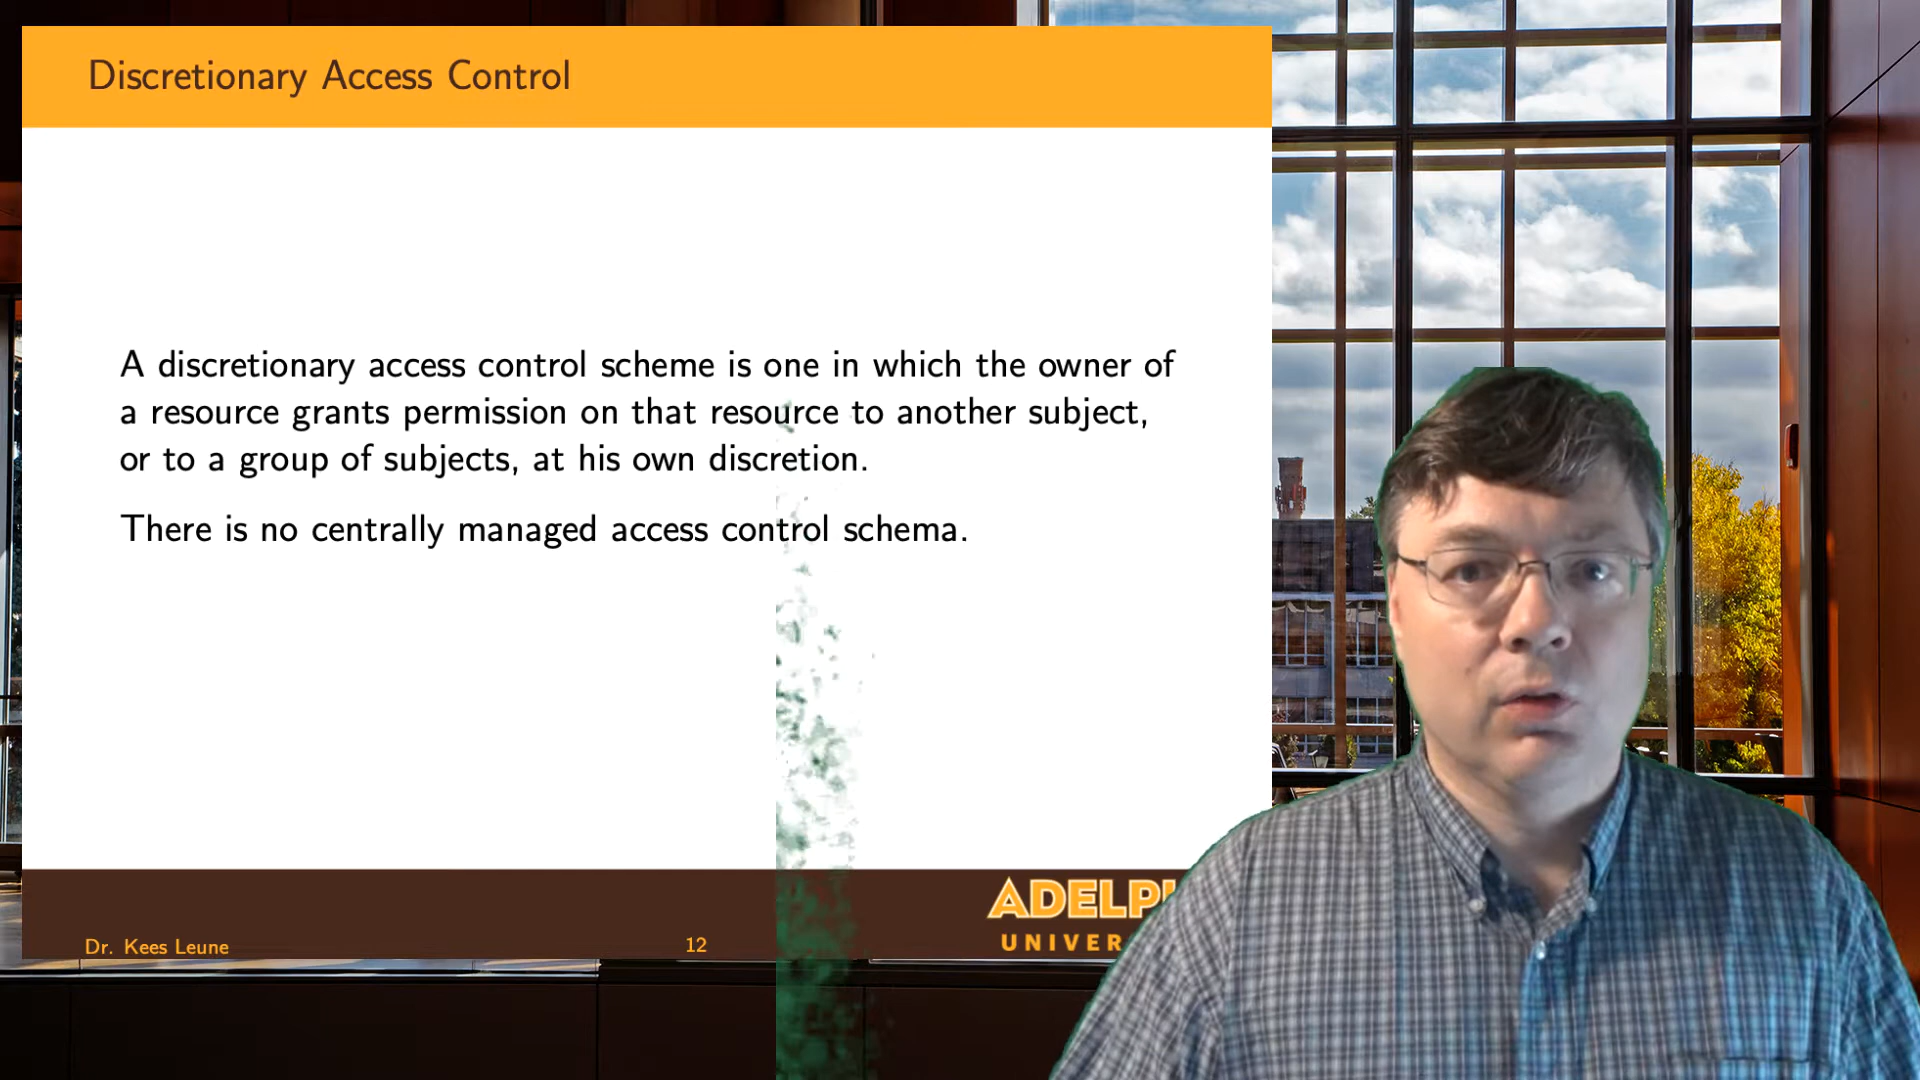 Discretionary Access Control
A discretionary access control scheme is one in which the owner of
a resource grants permission on that resource to another subject,
or to a group of subjects, at his own discretion.
There is no centrally managed access control schema.
Dr. Kees Leune
12